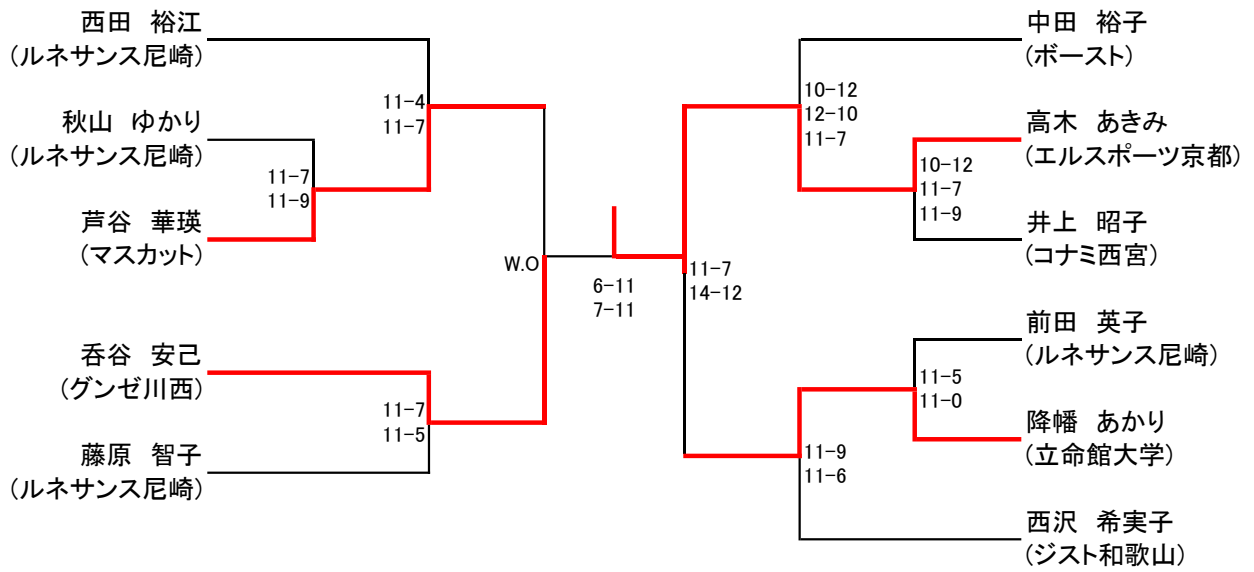 西田 裕江
(ルネサンス尼崎)
11-4
11-7
秋山 ゆかり
(ルネサンス尼崎)
11-7
11-9
芦谷 華瑛
(マスカット)
W.O
呑谷 安己
(グンゼ川西)
11-7
11-5
藤原 智子
(ルネサンス尼崎)
6-11
7-11
中田 裕子
(ボースト)
10-12
12-10
11-7
高木 あきみ
(エルスポーツ京都)
10-12
11-7
11-9
井上 昭子
(コナミ西宮)
11-7
14-12
前田 英子
(ルネサンス尼崎)
11-5
11-0
降幡 あかり
(立命館大学)
11-9
11-6
西沢 希実子
(ジスト和歌山)